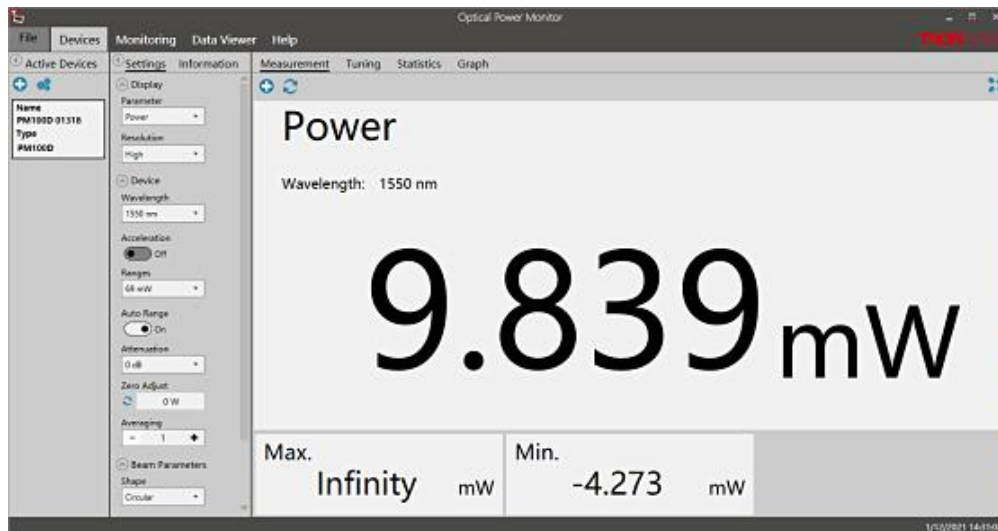 Optical Power Monitor
File Devices Monitoring Data Viewer Help
Active Devices
Settings Information
Measurement Tuning Statistics Graph
Name
PM100D 01318
Type
PM100D
Display
Parameter
Power
Resolution
High
Device
Wavelength
1550 nm
Acceleration
Off
Ranges
69 mW
Auto Range
On
Attenuation
0 dB
Zero Adjust
0 W
Averaging
- 1 +
Beam Parameters
Shape
Circular
Power
Wavelength: 1550 nm
9.839 mW
Max.
Infinity mW
Min.
-4.273 mW